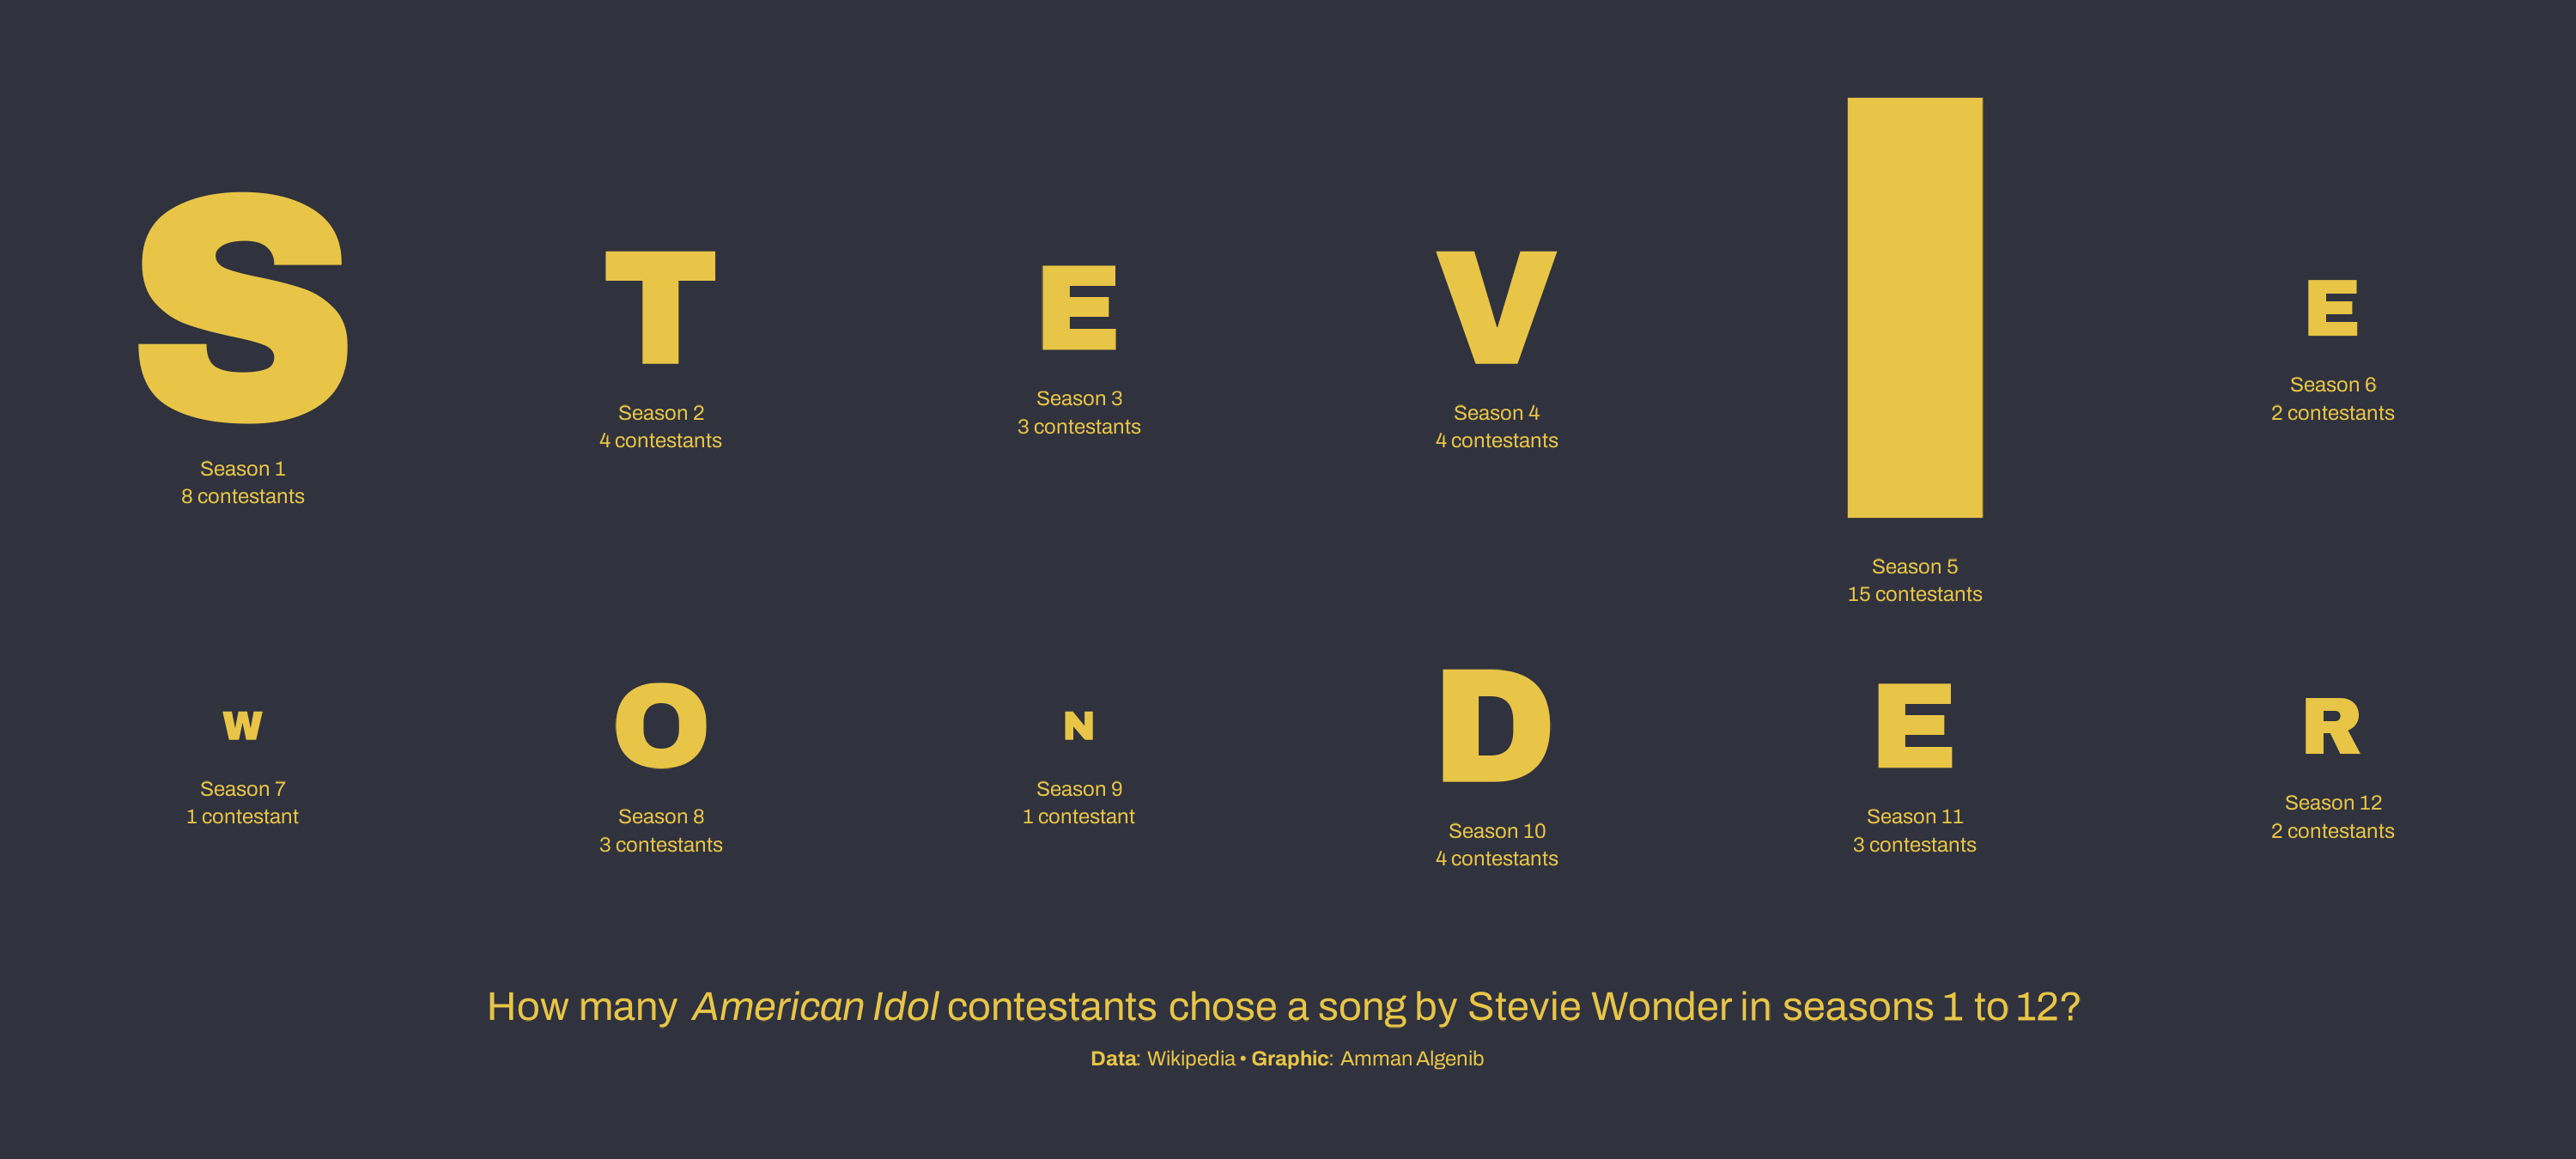 S T E V I E
Season 1
8 contestants
Season 2
4 contestants
Season 3
3 contestants
Season 4
4 contestants
Season 5
15 contestants
Season 6
2 contestants
W O N D E R
Season 7
1 contestant
Season 8
3 contestants
Season 9
1 contestant
Season 10
4 contestants
Season 11
3 contestants
Season 12
2 contestants
How many American Idol contestants chose a song by Stevie Wonder in seasons 1 to 12?
Data: Wikipedia • Graphic: Amman Algenib